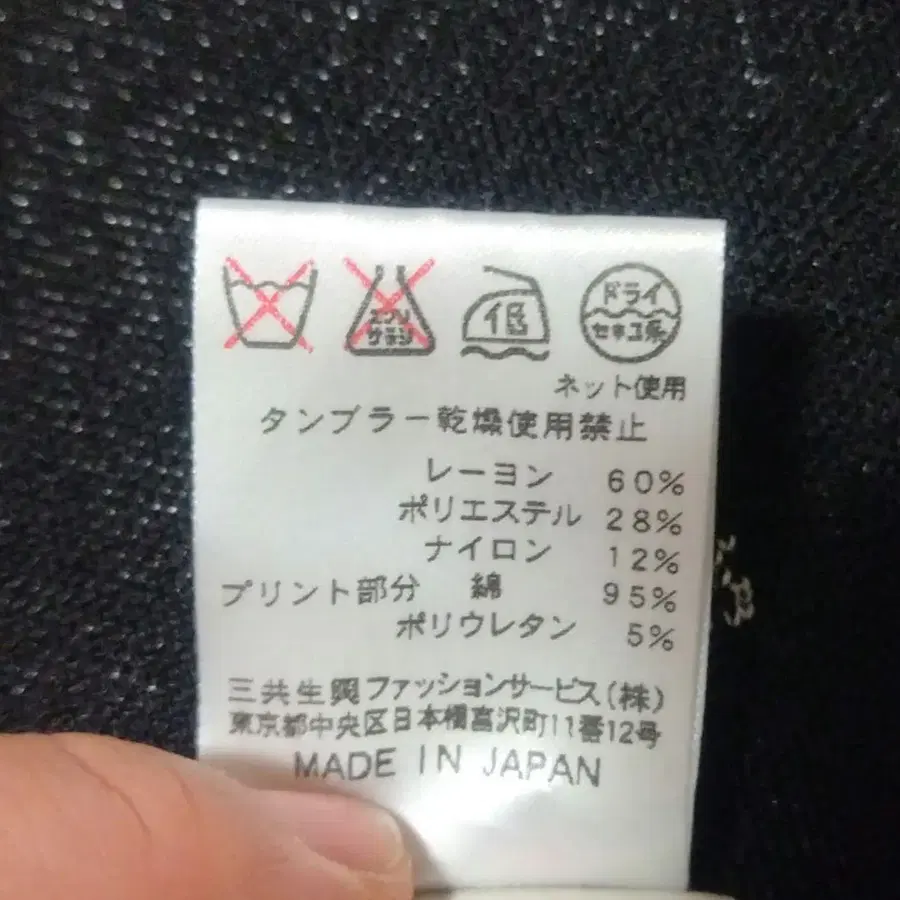 エンソ
サラシ
低
ドライ
セキユ系
ネット使用
タンブラー乾燥使用禁止
レーヨン 60%
ポリエステル 28%
ナイロン 12%
プリント部分 綿 95%
ポリウレタン 5%
三共生興ファッションサービス(株)
東京都中央区日本橋富沢町11番12号
MADE IN JAPAN